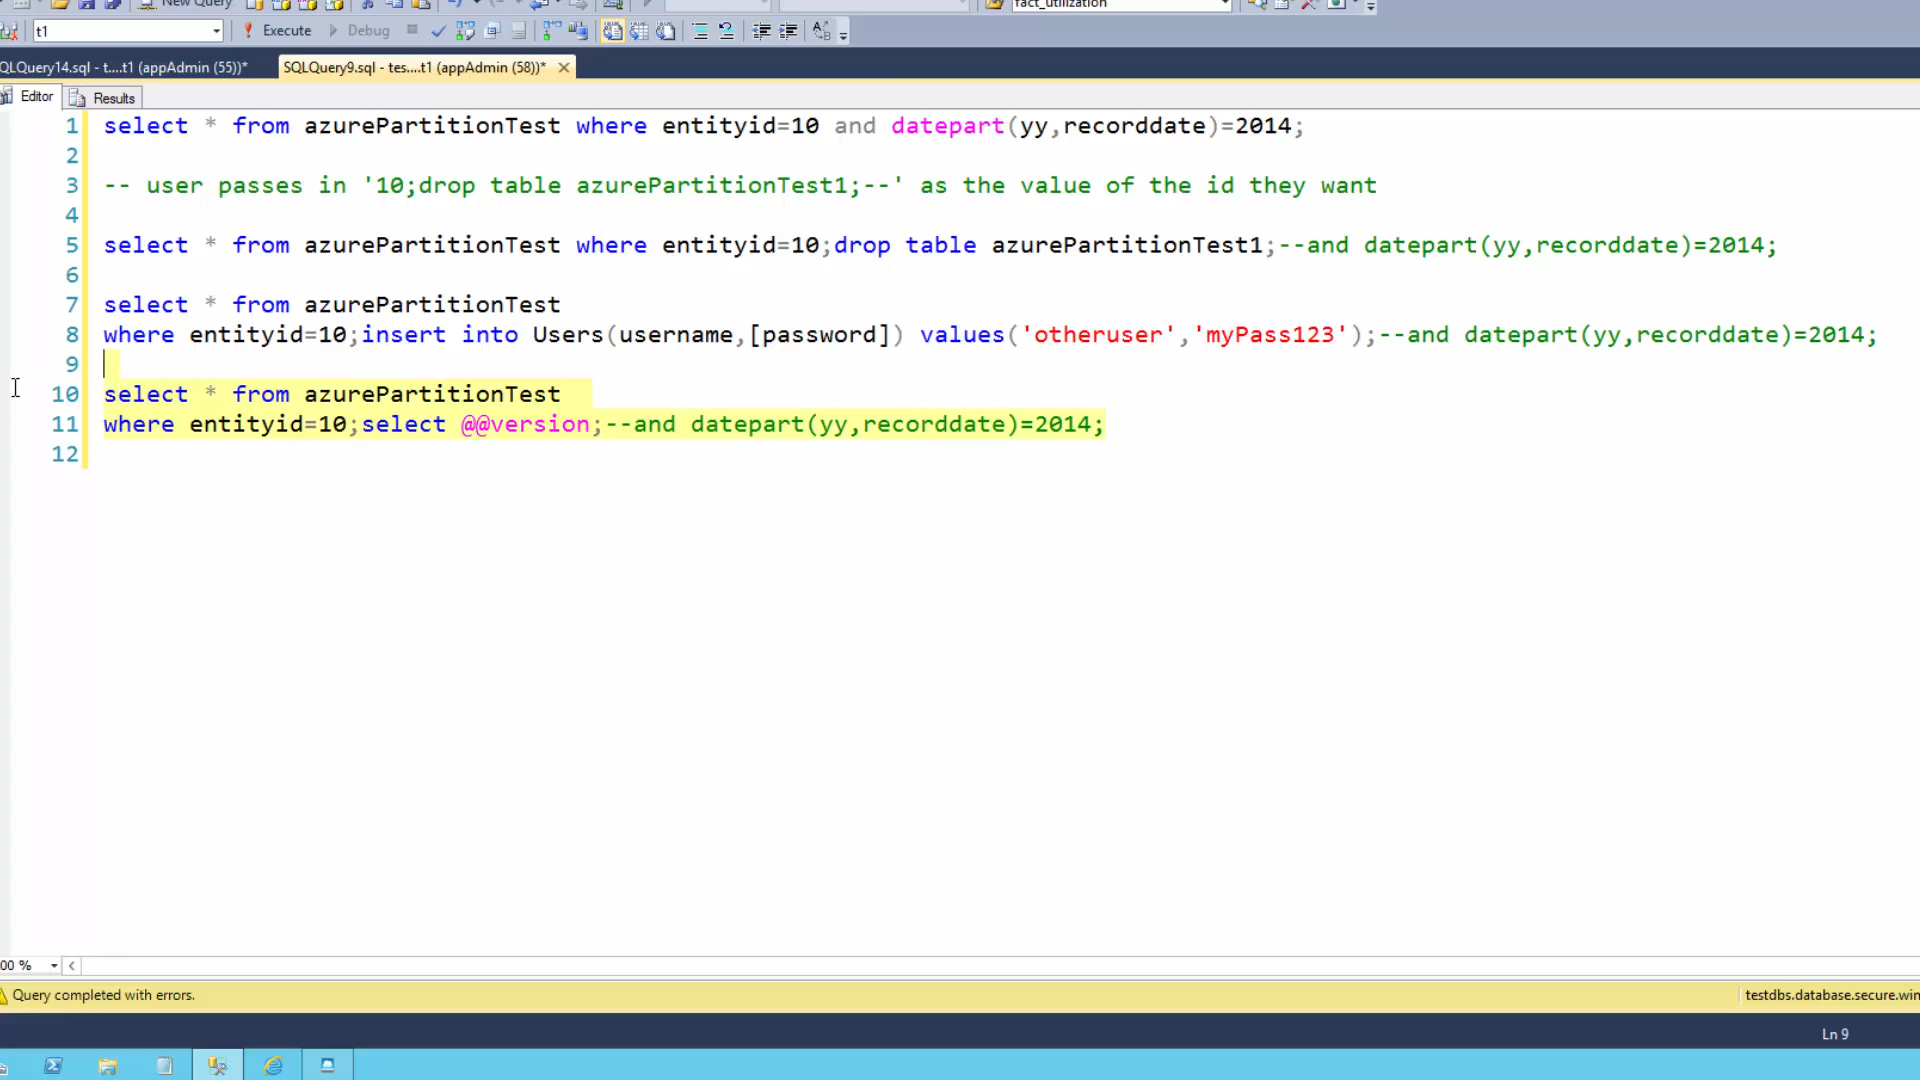 New Query
fact_utilization
t1
Execute
Debug
QLQuery14.sql - t....t1 (appAdmin (55))*
SQLQuery9.sql - tes....t1 (appAdmin (58))*
Editor
Results
1 select * from azurePartitionTest where entityid=10 and datepart(yy,recorddate)=2014;
2
3 -- user passes in '10;drop table azurePartitionTest1;--' as the value of the id they want
4
5 select * from azurePartitionTest where entityid=10;drop table azurePartitionTest1;--and datepart(yy,recorddate)=2014;
6
7 select * from azurePartitionTest
8 where entityid=10;insert into Users(username,[password]) values('otheruser','myPass123');--and datepart(yy,recorddate)=2014;
9
10 select * from azurePartitionTest
11 where entityid=10;select @@version;--and datepart(yy,recorddate)=2014;
12
00 %
Query completed with errors.
testdbs.database.secure.win
Ln 9